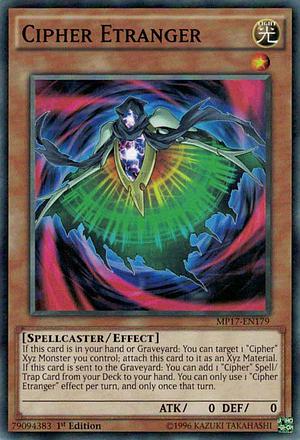 CIPHER ETRANGER
LIGHT
光
MP17-EN179
[SPELLCASTER/EFFECT]
If this card is in your hand or Graveyard: You can target 1 "Cipher"
Xyz Monster you control; attach this card to it as an Xyz Material.
If this card is sent to the Graveyard: You can add 1 "Cipher" Spell/
Trap Card from your Deck to your hand. You can only use 1 "Cipher
Etranger" effect per turn, and only once that turn.
ATK/ 0 DEF/ 0
79094383 1st Edition ©1996 KAZUKI TAKAHASHI